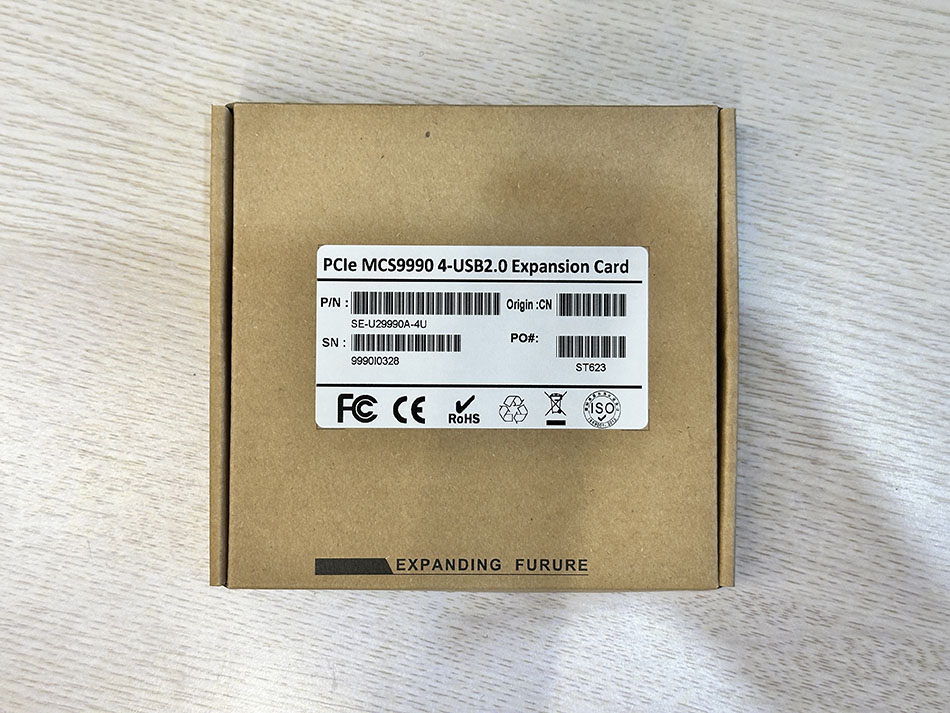 PCIe MCS9990 4-USB2.0 Expansion Card
P/N : Origin :CN
SE-U29990A-4U
SN : PO#:
9990I0328 ST623
FC CE RoHS ISO
EXPANDING FURURE